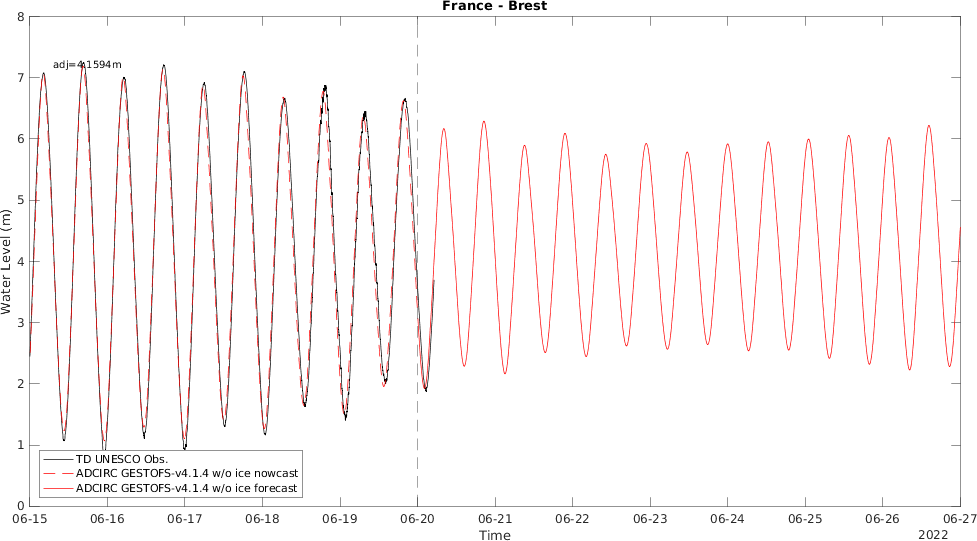 France - Brest
8
7
6
5
4
3
2
1
0
Water Level (m)
adj=4.1594m
TD UNESCO Obs.
ADCIRC GESTOFS-v4.1.4 w/o ice nowcast
ADCIRC GESTOFS-v4.1.4 w/o ice forecast
06-15 06-16 06-17 06-18 06-19 06-20 06-21 06-22 06-23 06-24 06-25 06-26 06-27
Time
2022